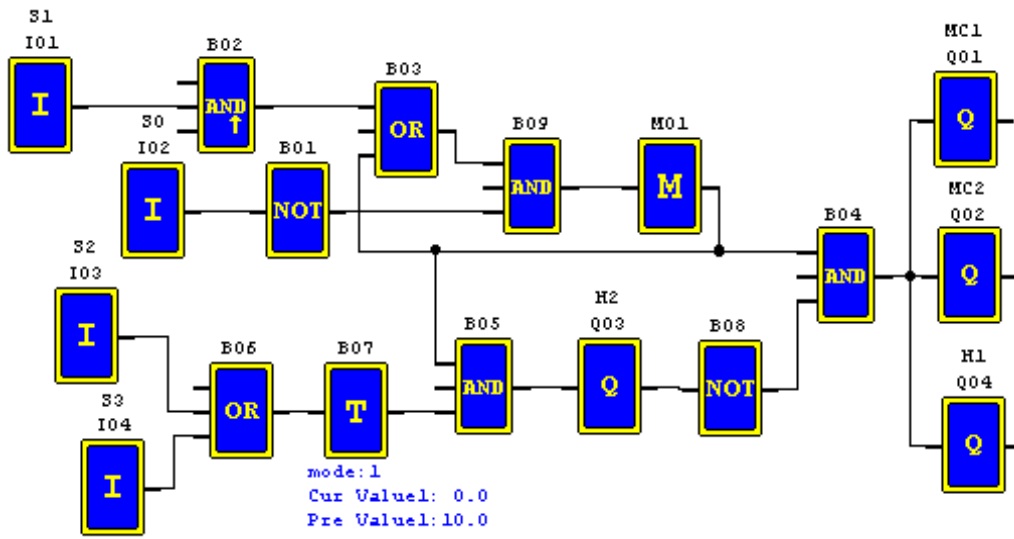 S1
I01
I
B02
AND↑
B03
OR
S0
I02
I
B01
NOT
B09
AND
M01
M
MC1
Q01
Q
MC2
Q02
Q
B04
AND
S2
I03
I
B06
OR
B07
T
B05
AND
H2
Q03
Q
B08
NOT
H1
Q04
Q
S3
I04
I
mode:1
Cur Value1: 0.0
Pre Value1:10.0